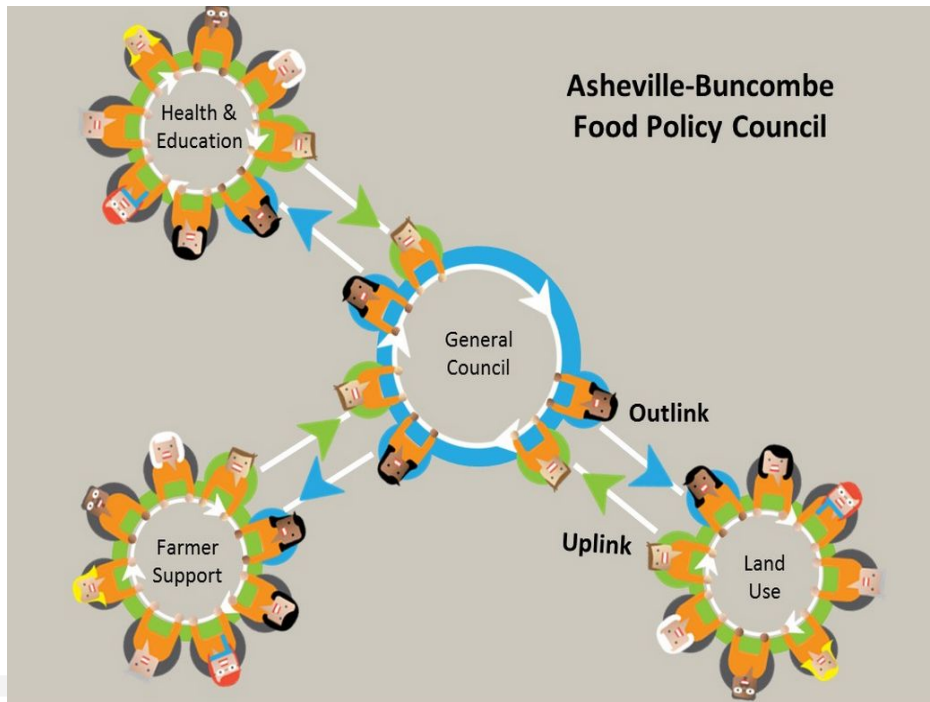 Asheville-Buncombe
Food Policy Council
Health &
Education
General
Council
Outlink
Uplink
Farmer
Support
Land
Use